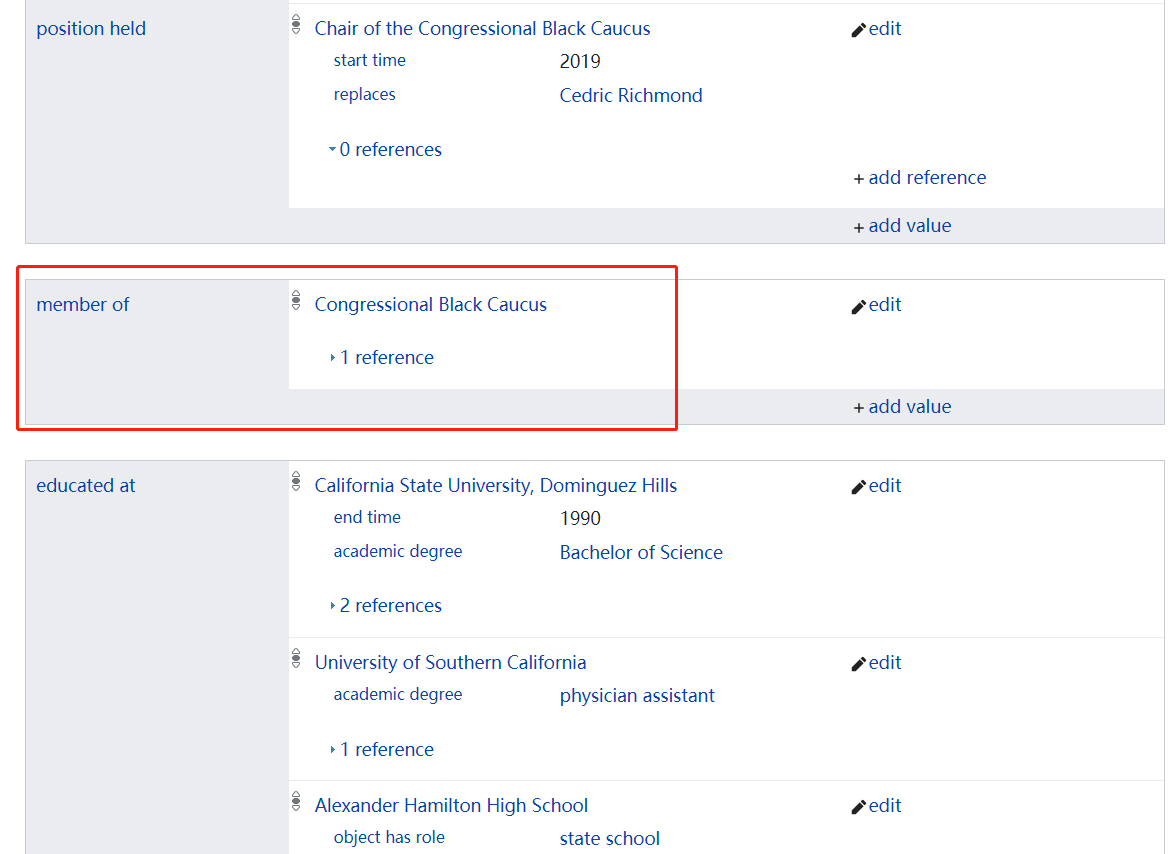 position held
Chair of the Congressional Black Caucus
edit
start time 2019
replaces Cedric Richmond
0 references
+ add reference
+ add value
member of
Congressional Black Caucus
edit
1 reference
+ add value
educated at
California State University, Dominguez Hills
edit
end time 1990
academic degree Bachelor of Science
2 references
University of Southern California
edit
academic degree physician assistant
1 reference
Alexander Hamilton High School
edit
object has role state school